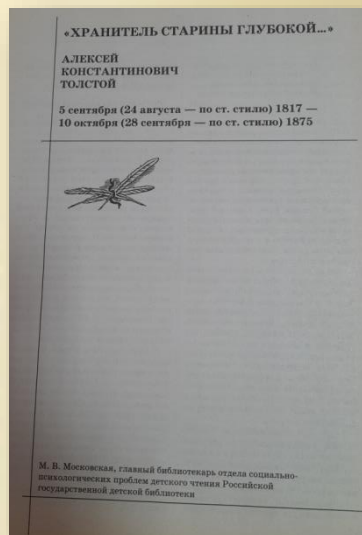 «ХРАНИТЕЛЬ СТАРИНЫ ГЛУБОКОЙ...»
АЛЕКСЕЙ
КОНСТАНТИНОВИЧ
ТОЛСТОЙ
5 сентября (24 августа — по ст. стилю) 1817 —
10 октября (28 сентября — по ст. стилю) 1875
М. В. Московская, главный библиотекарь отдела социально-
психологических проблем детского чтения Российской
государственной детской библиотеки